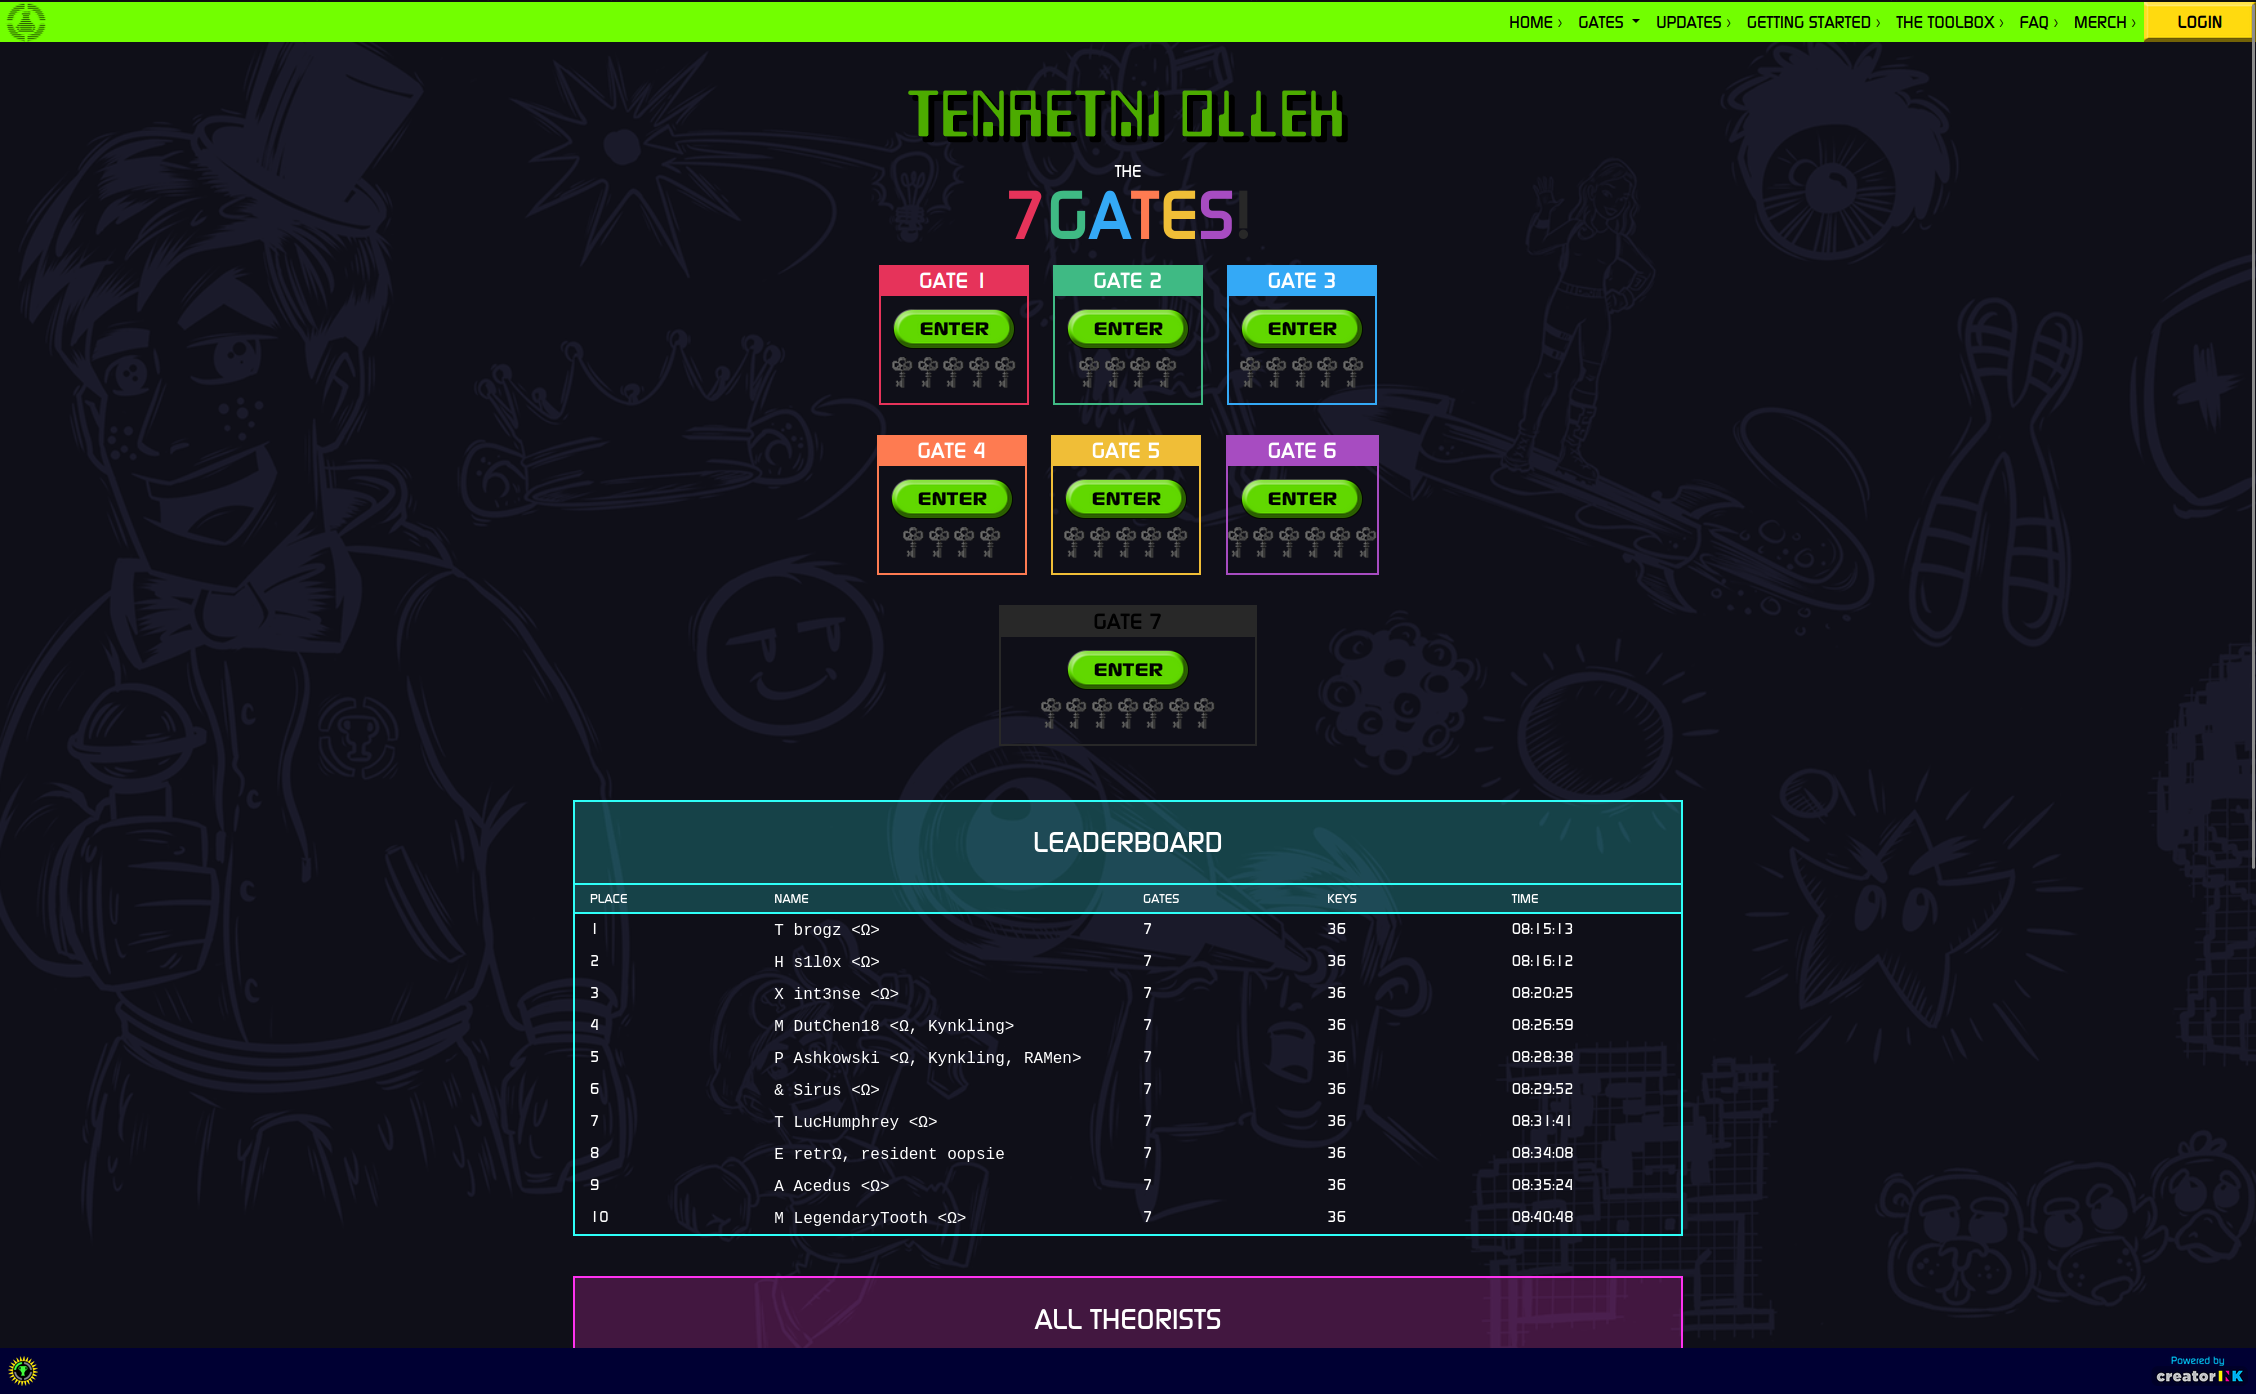 HOME › GATES UPDATES › GETTING STARTED › THE TOOLBOX › FAQ › MERCH › LOGIN
TENRETNI OLLEH
THE
7GATES!
GATE 1 GATE 2 GATE 3
ENTER ENTER ENTER
GATE 4 GATE 5 GATE 6
ENTER ENTER ENTER
GATE 7
ENTER
LEADERBOARD
PLACE NAME GATES KEYS TIME
1 T brogz <Ω> 7 36 08:15:13
2 H s1l0x <Ω> 7 36 08:16:12
3 X int3nse <Ω> 7 36 08:20:25
4 M DutChen18 <Ω, Kynkling> 7 36 08:26:59
5 P Ashkowski <Ω, Kynkling, RAMen> 7 36 08:28:38
6 & Sirus <Ω> 7 36 08:29:52
7 T LucHumphrey <Ω> 7 36 08:31:41
8 E retrΩ, resident oopsie 7 36 08:34:08
9 A Acedus <Ω> 7 36 08:35:24
10 M LegendaryTooth <Ω> 7 36 08:40:48
ALL THEORISTS
Powered by
creatorINK